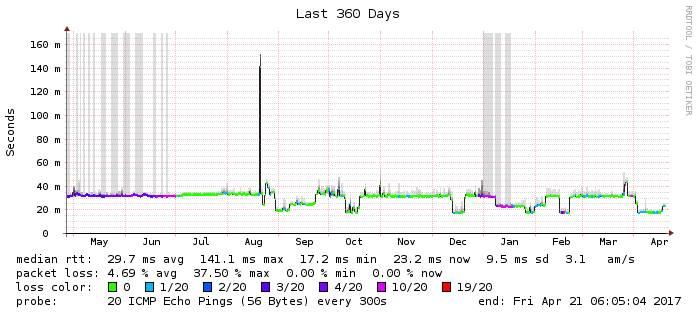 Last 360 Days
RRDTOOL / TOBI OETIKER
Seconds
160 m
140 m
120 m
100 m
80 m
60 m
40 m
20 m
0
May Jun Jul Aug Sep Oct Nov Dec Jan Feb Mar Apr
median rtt: 29.7 ms avg 141.1 ms max 17.2 ms min 23.2 ms now 9.5 ms sd 3.1 am/s
packet loss: 4.69 % avg 37.50 % max 0.00 % min 0.00 % now
loss color: 0 1/20 2/20 3/20 4/20 10/20 19/20
probe: 20 ICMP Echo Pings (56 Bytes) every 300s end: Fri Apr 21 06:05:04 2017